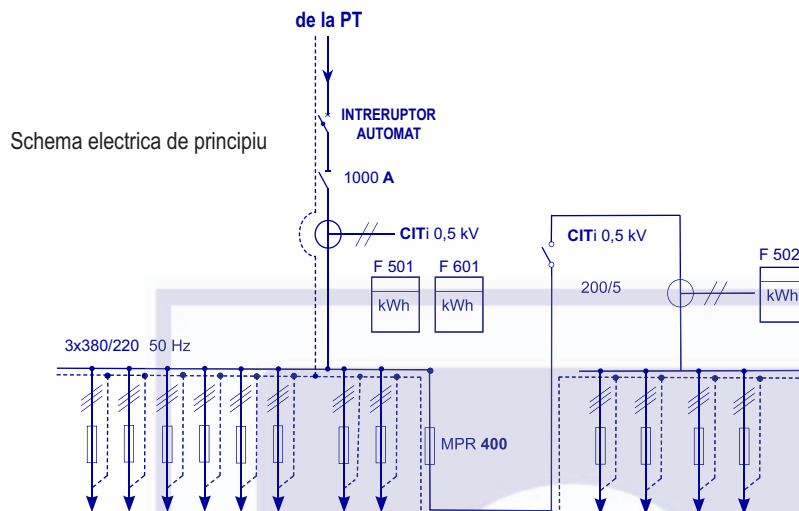 de la PT
INTRERUPTOR
AUTOMAT
Schema electrica de principiu
1000 A
CITi 0,5 kV
CITi 0,5 kV
F 501
F 601
F 502
kWh
kWh
200/5
kWh
3x380/220 50 Hz
MPR 400